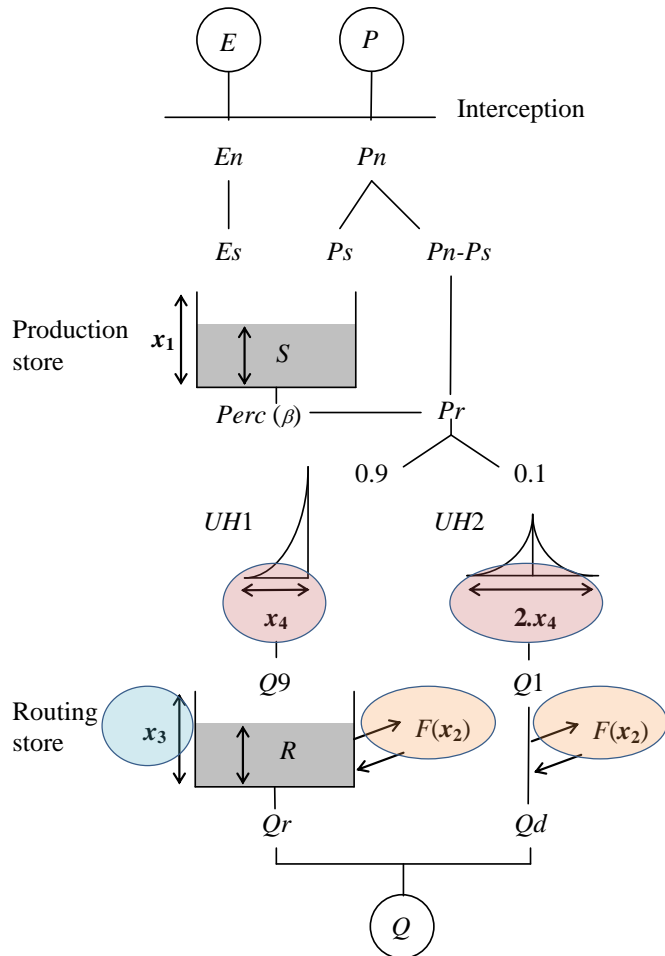 E P
Interception
En Pn
Es Ps Pn-Ps
Production
store
x1 S
Perc (β) Pr
0.9 0.1
UH1 UH2
x4 2.x4
Q9 Q1
Routing
store
x3 R F(x2) F(x2)
Qr Qd
Q